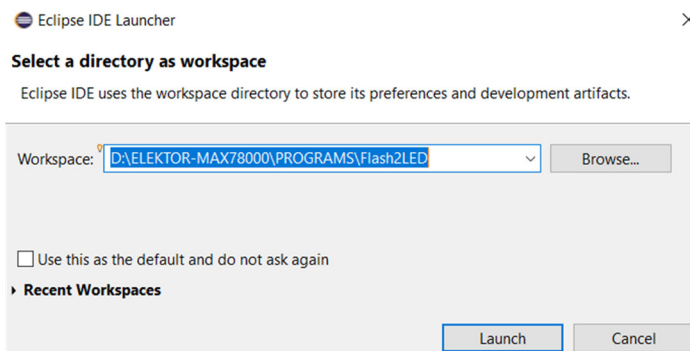 Eclipse IDE Launcher
Select a directory as workspace
Eclipse IDE uses the workspace directory to store its preferences and development artifacts.
Workspace: D:\ELEKTOR-MAX78000\PROGRAMS\Flash2LED Browse...
Use this as the default and do not ask again
Recent Workspaces
Launch Cancel